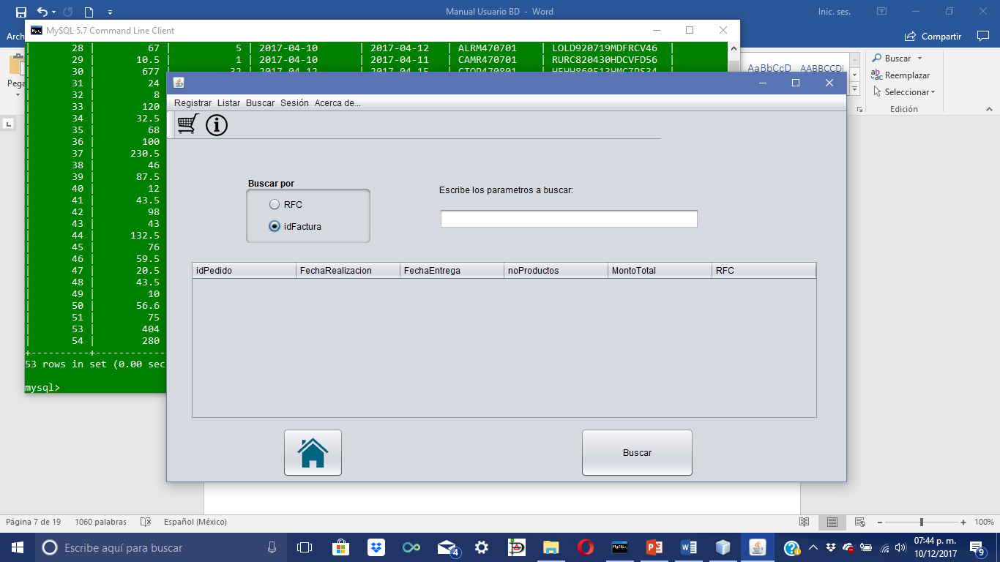 Manual Usuario BD - Word
Inic. ses.
Arch
Compartir
MySQL 5.7 Command Line Client
| 28 | 67 | 5 | 2017-04-10 | 2017-04-12 | ALRM470701 | LOLD920719MDFRCV46 |
| 29 | 10.5 | 1 | 2017-04-10 | 2017-04-11 | CAMR470701 | RURC820430HDCVFD56 |
| 30 | 677
| 31 | 24
| 32 | 8
| 33 | 120
| 34 | 32.5
| 35 | 68
| 36 | 100
| 37 | 230.5
| 38 | 46
| 39 | 87.5
| 40 | 12
| 41 | 43.5
| 42 | 98
| 43 | 43
| 44 | 132.5
| 45 | 76
| 46 | 59.5
| 47 | 20.5
| 48 | 43.5
| 49 | 10
| 50 | 56.6
| 51 | 75
| 53 | 404
| 54 | 280
+----------+------------
53 rows in set (0.00 sec
mysql>
Pega
AaBbCcD AABBCCDI
Buscar
Reemplazar
Seleccionar
Edición
Registrar Listar Buscar Sesión Acerca de...
Buscar por
RFC
idFactura
Escribe los parametros a buscar:
idPedido FechaRealizacion FechaEntrega noProductos MontoTotal RFC
Buscar
Página 7 de 19 1060 palabras Español (México)
100%
Escribe aquí para buscar
4
07:44 p. m.
10/12/2017
9